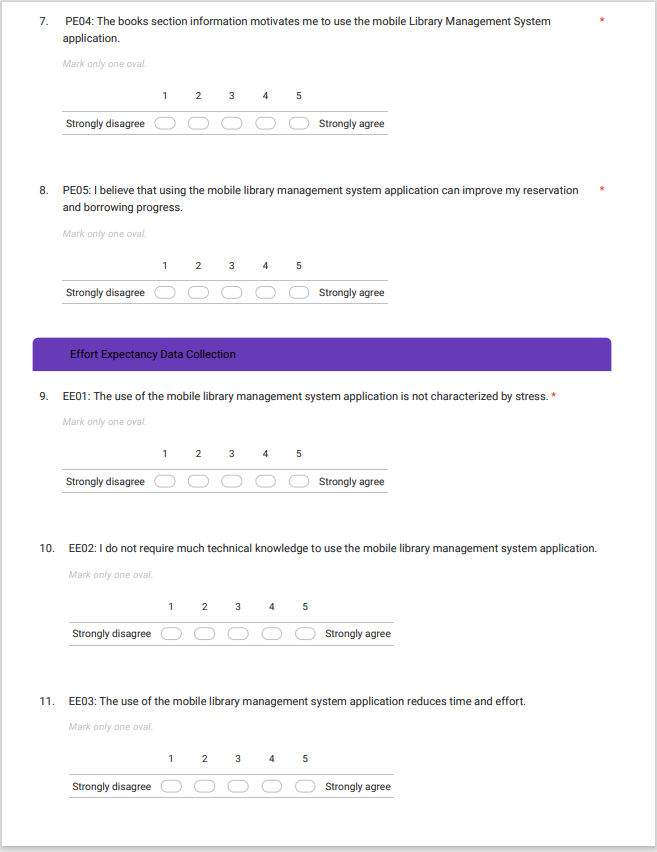 7. PE04: The books section information motivates me to use the mobile Library Management System *
application.
Mark only one oval.
1 2 3 4 5
Strongly disagree Strongly agree
8. PE05: I believe that using the mobile library management system application can improve my reservation *
and borrowing progress.
Mark only one oval.
1 2 3 4 5
Strongly disagree Strongly agree
Effort Expectancy Data Collection
9. EE01: The use of the mobile library management system application is not characterized by stress. *
Mark only one oval.
1 2 3 4 5
Strongly disagree Strongly agree
10. EE02: I do not require much technical knowledge to use the mobile library management system application.
Mark only one oval.
1 2 3 4 5
Strongly disagree Strongly agree
11. EE03: The use of the mobile library management system application reduces time and effort.
Mark only one oval.
1 2 3 4 5
Strongly disagree Strongly agree